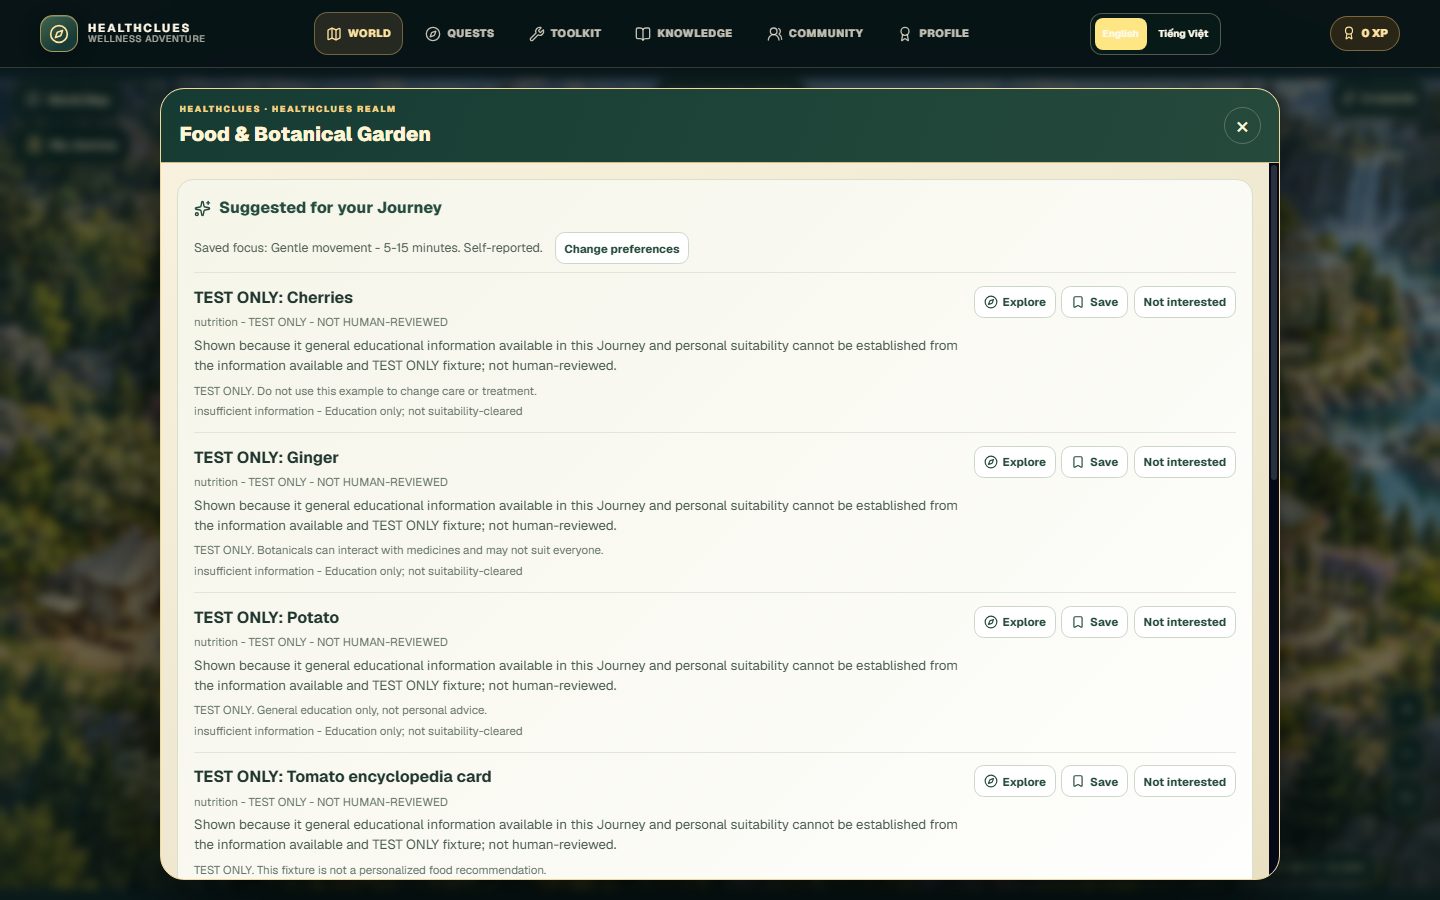 HEALTHCLUES
WELLNESS ADVENTURE
WORLD
QUESTS
TOOLKIT
KNOWLEDGE
COMMUNITY
PROFILE
English
Tiếng Việt
0 XP
HEALTHCLUES · HEALTHCLUES REALM
Food & Botanical Garden
Suggested for your Journey
Saved focus: Gentle movement - 5-15 minutes. Self-reported.
Change preferences
TEST ONLY: Cherries
Explore
Save
Not interested
nutrition - TEST ONLY - NOT HUMAN-REVIEWED
Shown because it general educational information available in this Journey and personal suitability cannot be established from
the information available and TEST ONLY fixture; not human-reviewed.
TEST ONLY. Do not use this example to change care or treatment.
insufficient information - Education only; not suitability-cleared
TEST ONLY: Ginger
Explore
Save
Not interested
nutrition - TEST ONLY - NOT HUMAN-REVIEWED
Shown because it general educational information available in this Journey and personal suitability cannot be established from
the information available and TEST ONLY fixture; not human-reviewed.
TEST ONLY. Botanicals can interact with medicines and may not suit everyone.
insufficient information - Education only; not suitability-cleared
TEST ONLY: Potato
Explore
Save
Not interested
nutrition - TEST ONLY - NOT HUMAN-REVIEWED
Shown because it general educational information available in this Journey and personal suitability cannot be established from
the information available and TEST ONLY fixture; not human-reviewed.
TEST ONLY. General education only, not personal advice.
insufficient information - Education only; not suitability-cleared
TEST ONLY: Tomato encyclopedia card
Explore
Save
Not interested
nutrition - TEST ONLY - NOT HUMAN-REVIEWED
Shown because it general educational information available in this Journey and personal suitability cannot be established from
the information available and TEST ONLY fixture; not human-reviewed.
TEST ONLY. This fixture is not a personalized food recommendation.